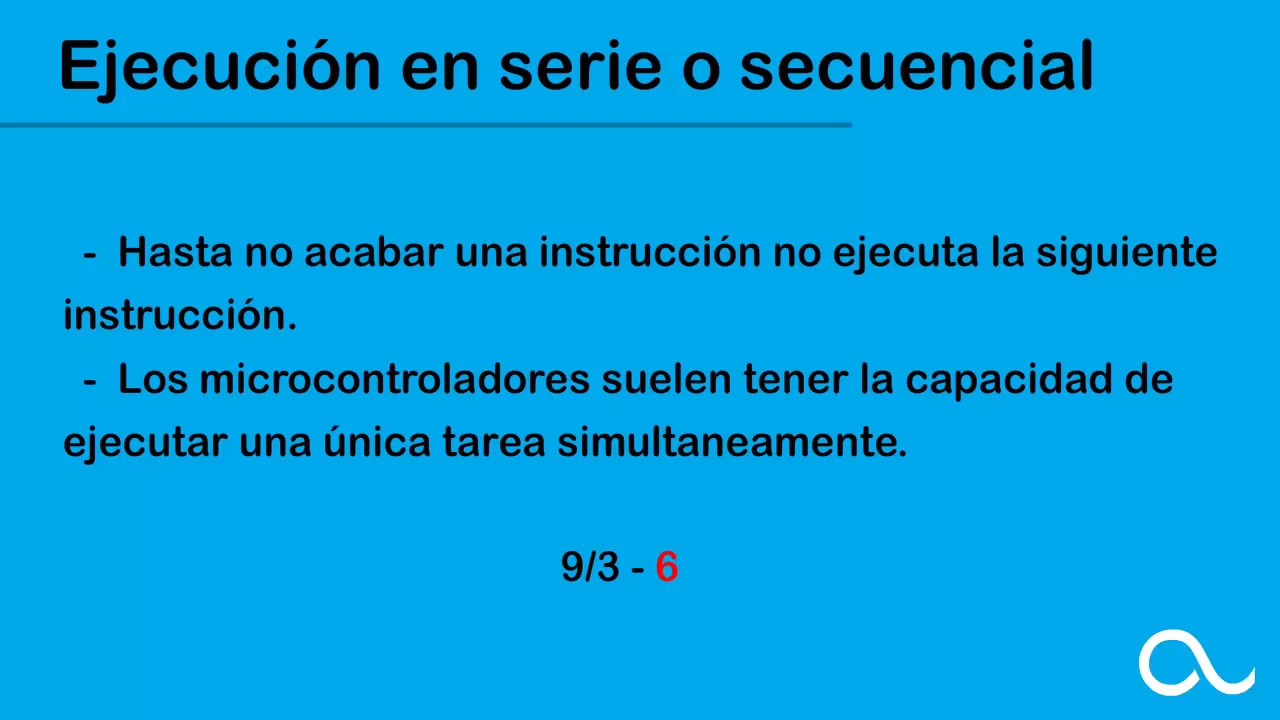 Ejecución en serie o secuencial
- Hasta no acabar una instrucción no ejecuta la siguiente
instrucción.
- Los microcontroladores suelen tener la capacidad de
ejecutar una única tarea simultaneamente.
9/3 - 6